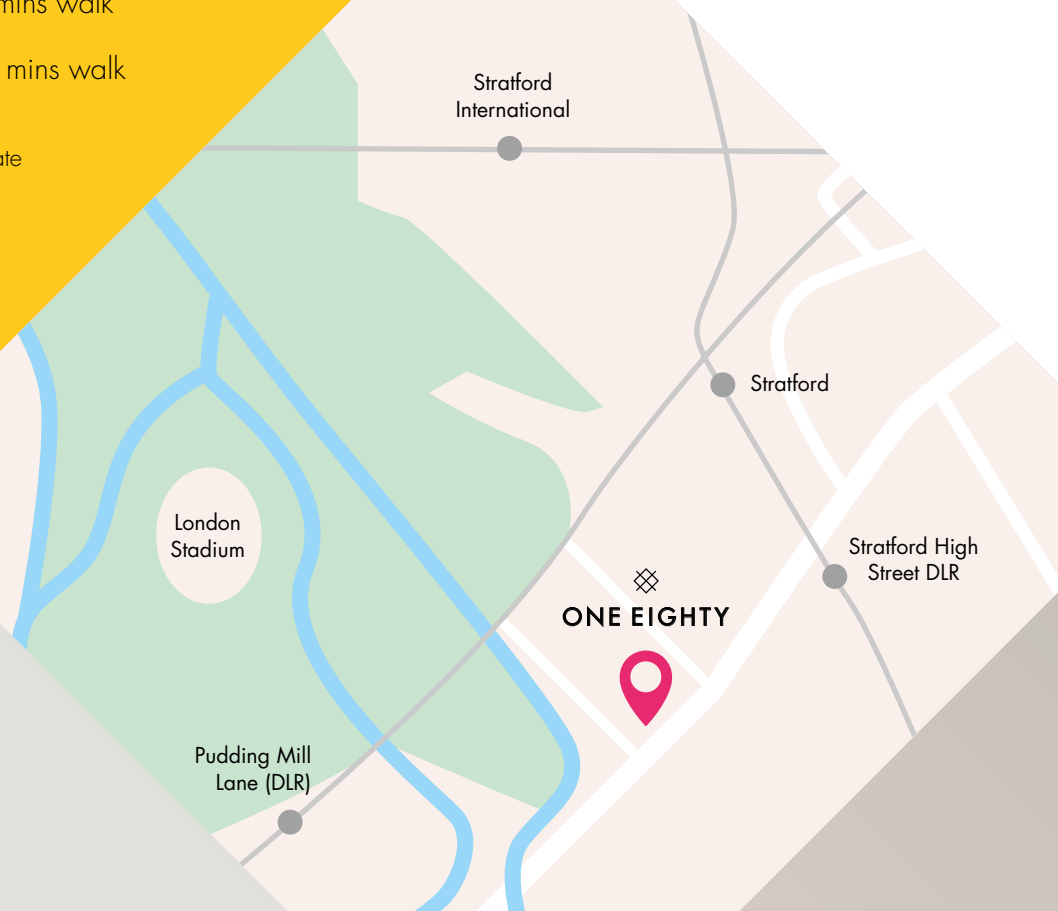 mins walk
mins walk
Stratford
International
Stratford
London
Stadium
Stratford High
Street DLR
ONE EIGHTY
Pudding Mill
Lane (DLR)